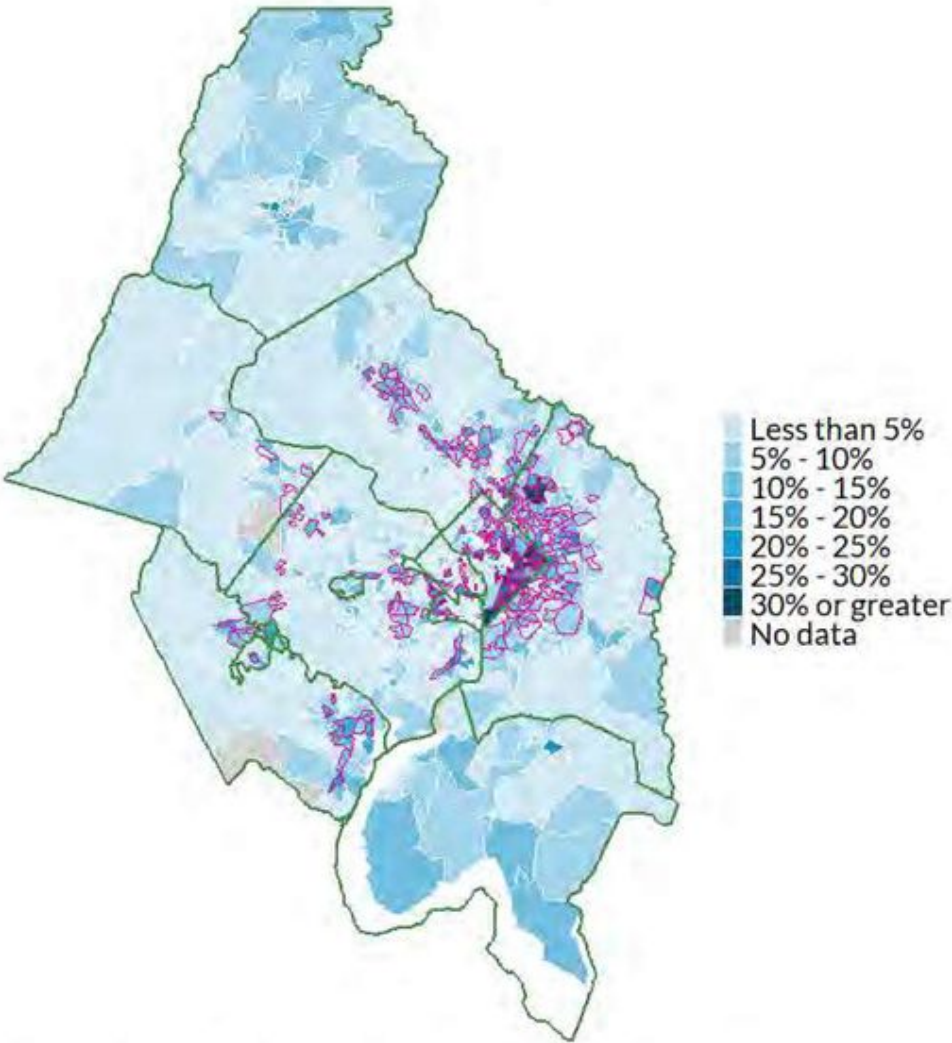 Less than 5%
5% - 10%
10% - 15%
15% - 20%
20% - 25%
25% - 30%
30% or greater
No data